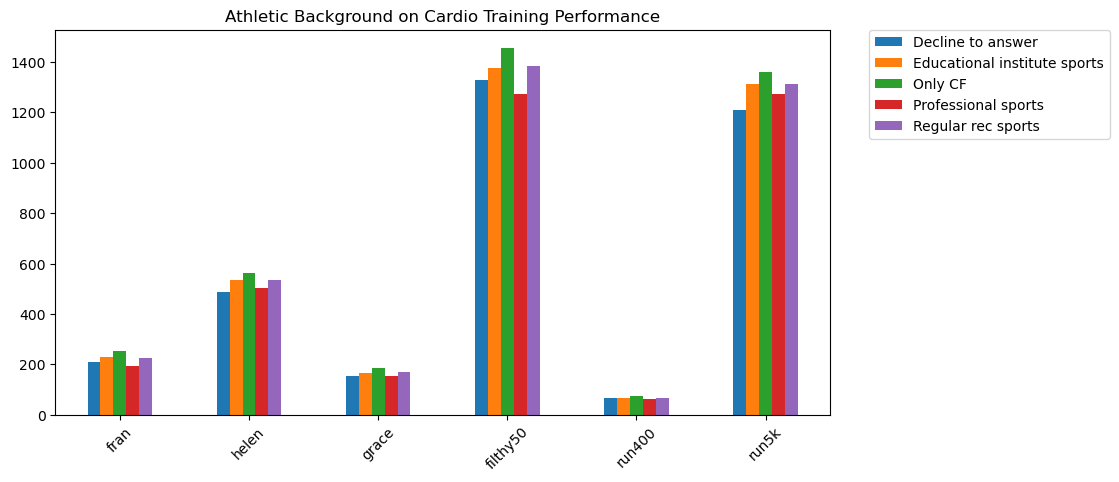 Athletic Background on Cardio Training Performance
Decline to answer
Educational institute sports
Only CF
Professional sports
Regular rec sports
1400
1200
1000
800
600
400
200
0
fran
helen
grace
filthy50
run400
run5k